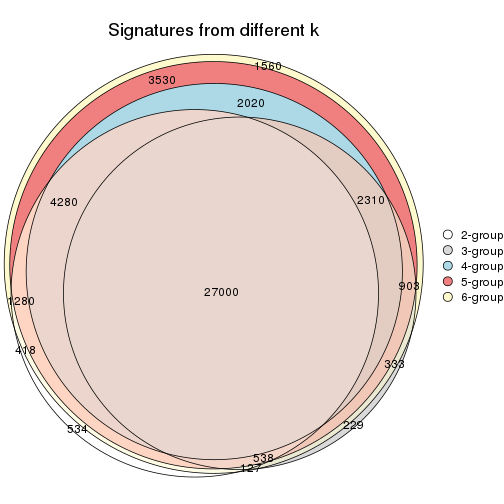 Signatures from different k
1560
3530
2020
4280
2310
27000
903
1280
418
333
534
229
538
127
2-group
3-group
4-group
5-group
6-group